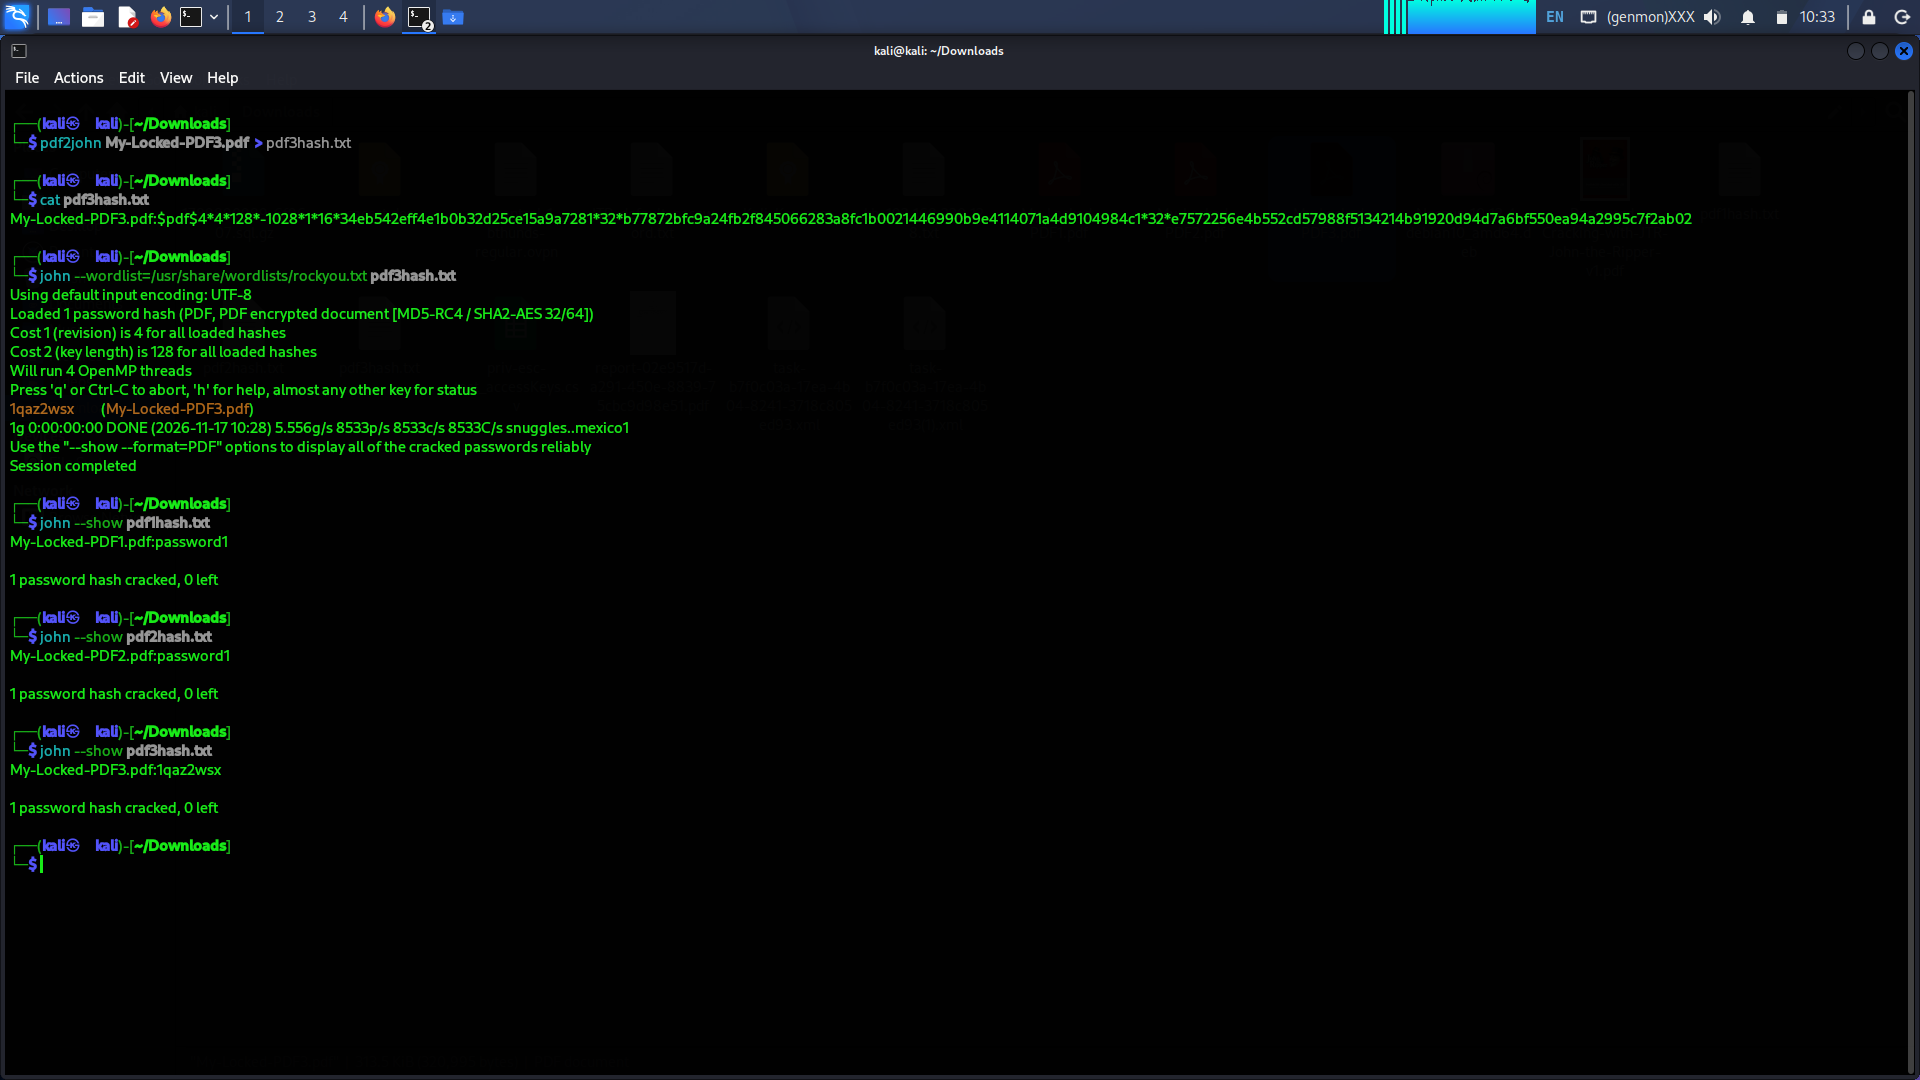 1 2 3 4 2 EN (genmon)XXX 10:33
kali@kali: ~/Downloads
File Actions Edit View Help
┌──(kali㉿kali)-[~/Downloads]
└─$ pdf2john My-Locked-PDF3.pdf > pdf3hash.txt
┌──(kali㉿kali)-[~/Downloads]
└─$ cat pdf3hash.txt
My-Locked-PDF3.pdf:$pdf$4*4*128*-1028*1*16*34eb542eff4e1b0b32d25ce15a9a7281*32*b77872bfc9a24fb2f845066283a8fc1b0021446990b9e4114071a4d9104984c1*32*e7572256e4b552cd57988f5134214b91920d94d7a6bf550ea94a2995c7f2ab02
┌──(kali㉿kali)-[~/Downloads]
└─$ john --wordlist=/usr/share/wordlists/rockyou.txt pdf3hash.txt
Using default input encoding: UTF-8
Loaded 1 password hash (PDF, PDF encrypted document [MD5-RC4 / SHA2-AES 32/64])
Cost 1 (revision) is 4 for all loaded hashes
Cost 2 (key length) is 128 for all loaded hashes
Will run 4 OpenMP threads
Press 'q' or Ctrl-C to abort, 'h' for help, almost any other key for status
1qaz2wsx (My-Locked-PDF3.pdf)
1g 0:00:00:00 DONE (2026-11-17 10:28) 5.556g/s 8533p/s 8533c/s 8533C/s snuggles..mexico1
Use the "--show --format=PDF" options to display all of the cracked passwords reliably
Session completed
┌──(kali㉿kali)-[~/Downloads]
└─$ john --show pdf1hash.txt
My-Locked-PDF1.pdf:password1
1 password hash cracked, 0 left
┌──(kali㉿kali)-[~/Downloads]
└─$ john --show pdf2hash.txt
My-Locked-PDF2.pdf:password1
1 password hash cracked, 0 left
┌──(kali㉿kali)-[~/Downloads]
└─$ john --show pdf3hash.txt
My-Locked-PDF3.pdf:1qaz2wsx
1 password hash cracked, 0 left
┌──(kali㉿kali)-[~/Downloads]
└─$